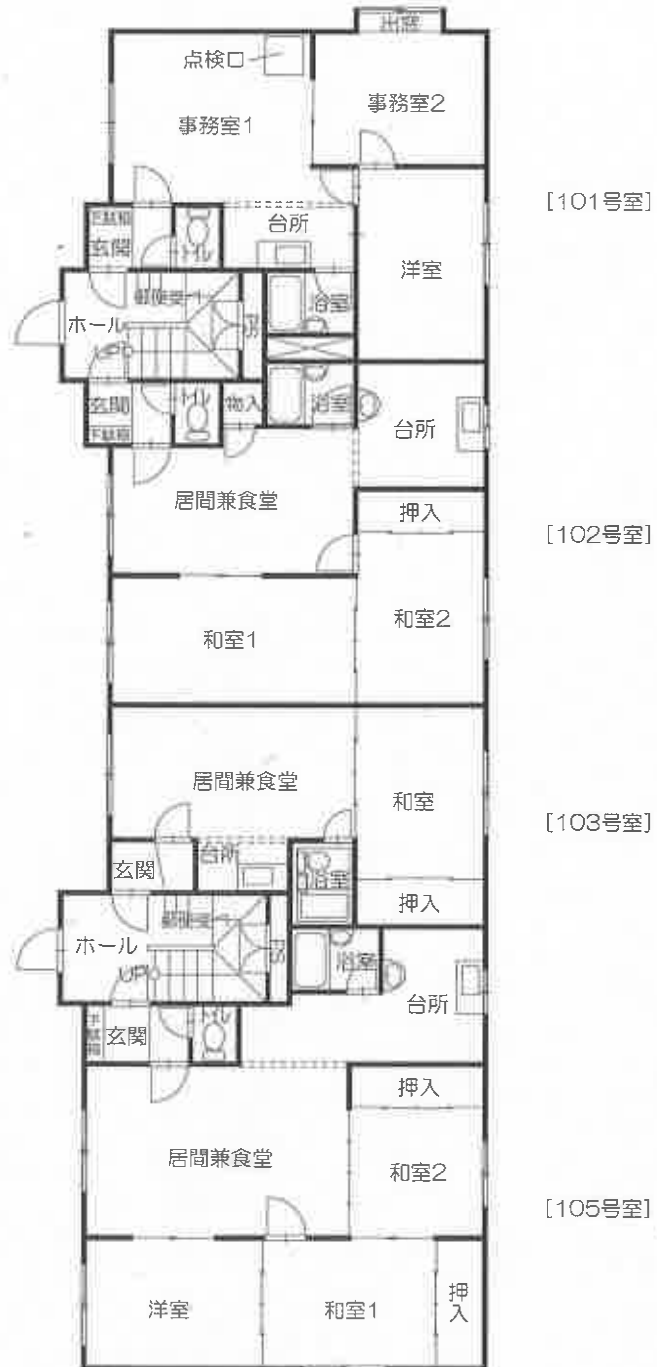 出窓
点検口
事務室1
事務室2
[101号室]
下駄箱
玄関
トイレ
台所
洋室
郵便受
浴室
ホール
PS
UP
玄関
下駄箱
トイレ
物入
浴室
台所
居間兼食堂
押入
[102号室]
和室1
和室2
居間兼食堂
和室
[103号室]
玄関
台所
浴室
押入
郵便受
ホール
PS
UP
浴室
台所
下駄箱
玄関
トイレ
押入
居間兼食堂
和室2
[105号室]
洋室
和室1
押入